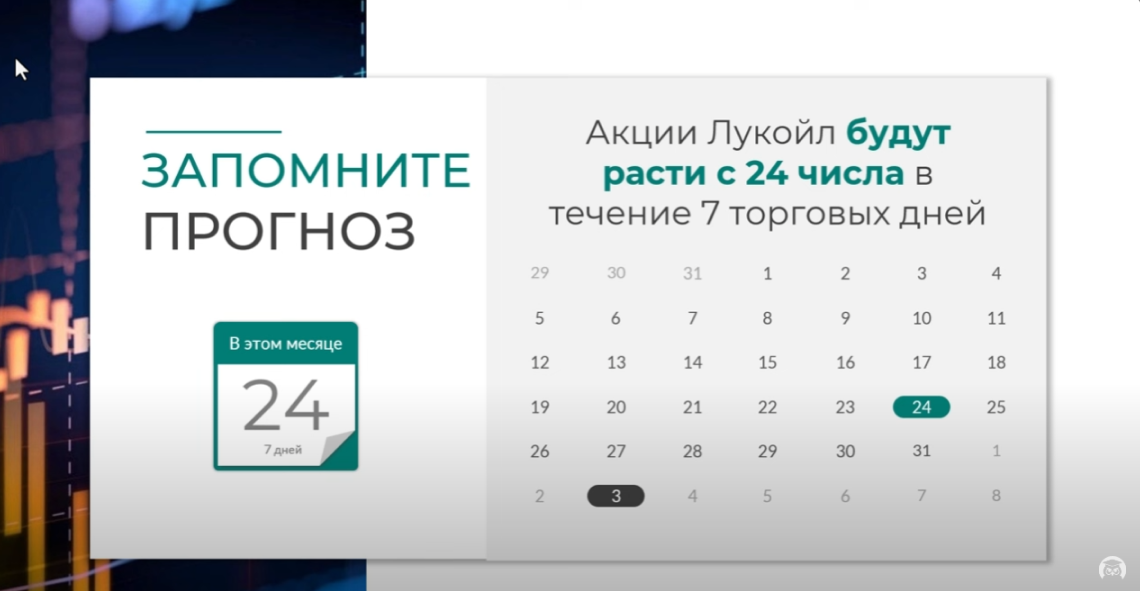 ЗАПОМНИТЕ
ПРОГНОЗ
В этом месяце
24
7 дней
Акции Лукойл будут
расти с 24 числа в
течение 7 торговых дней
29 30 31 1 2 3 4
5 6 7 8 9 10 11
12 13 14 15 16 17 18
19 20 21 22 23 24 25
26 27 28 29 30 31 1
2 3 4 5 6 7 8